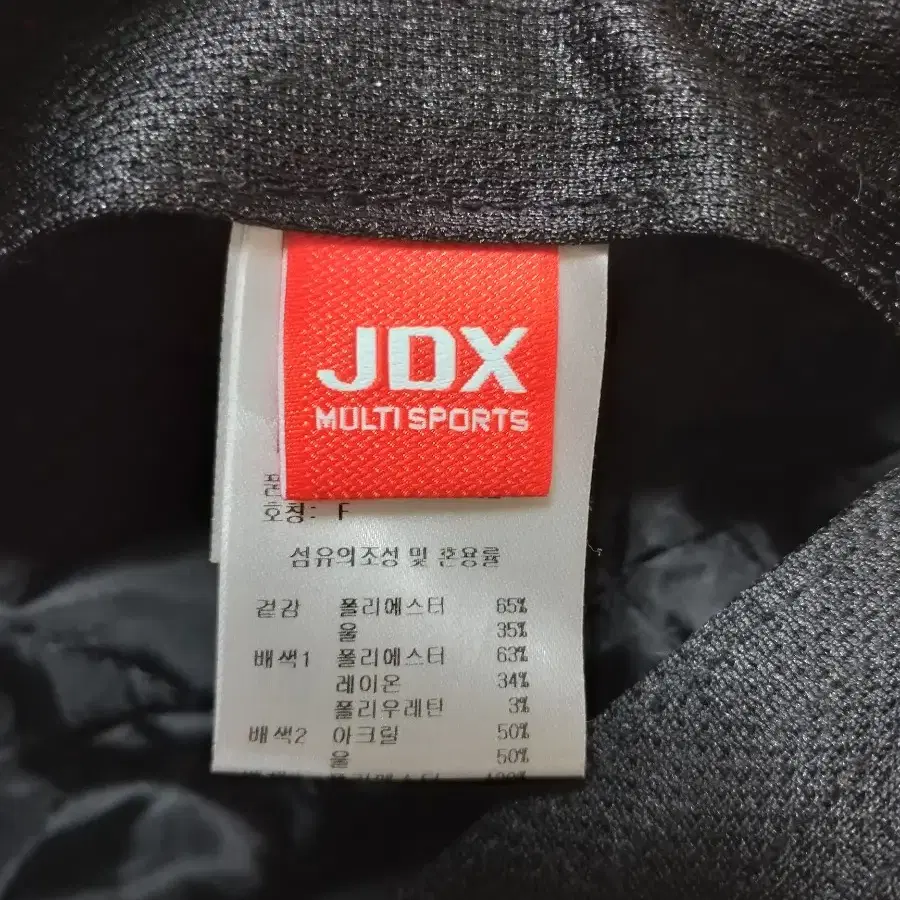 JDX
MULTI SPORTS
호칭: F
섬유의조성 및 혼용률
겉감 폴리에스터 65%
울 35%
배색1 폴리에스터 63%
레이온 34%
폴리우레탄 3%
배색2 아크릴 50%
울 50%